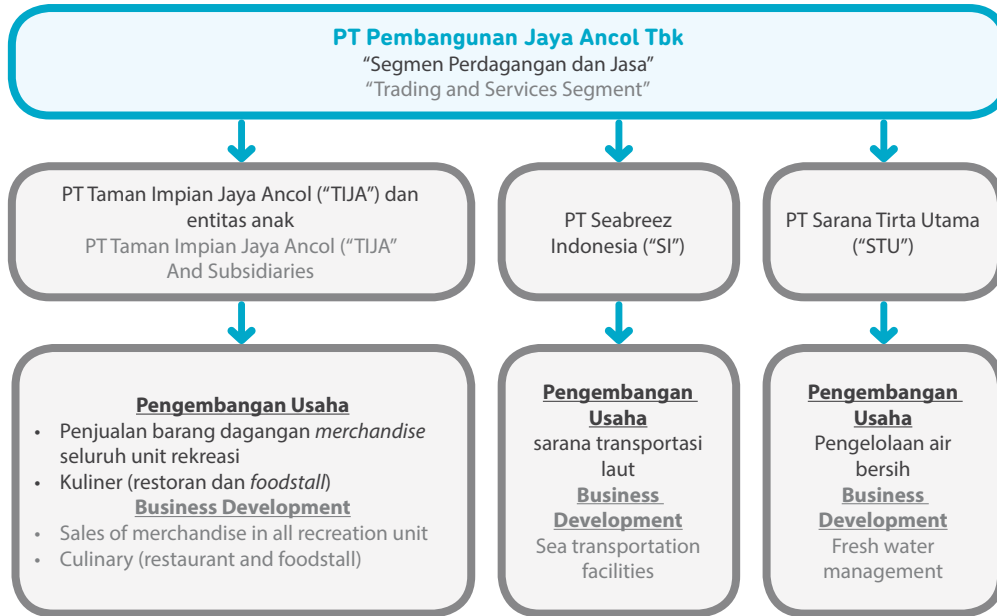 PT Pembangunan Jaya Ancol Tbk
“Segmen Perdagangan dan Jasa”
“Trading and Services Segment”
PT Taman Impian Jaya Ancol (“TIJA”) dan
entitas anak
PT Taman Impian Jaya Ancol (“TIJA”
And Subsidiaries
PT Seabreez
Indonesia (“SI”)
PT Sarana Tirta Utama
(“STU”)
Pengembangan Usaha
• Penjualan barang dagangan merchandise
seluruh unit rekreasi
• Kuliner (restoran dan foodstall)
Business Development
• Sales of merchandise in all recreation unit
• Culinary (restaurant and foodstall)
Pengembangan
Usaha
sarana transportasi
laut
Business
Development
Sea transportation
facilities
Pengembangan
Usaha
Pengelolaan air
bersih
Business
Development
Fresh water
management